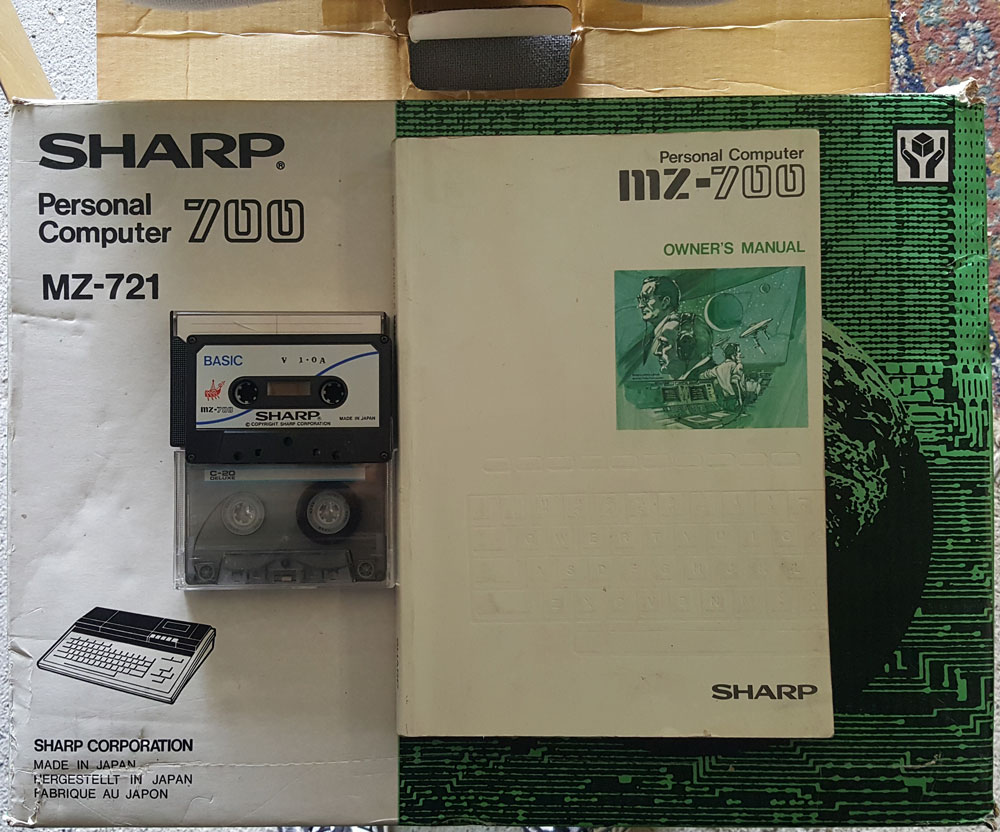 SHARP®
Personal
Computer 700
MZ-721
BASIC V 1.0A
mz-700
SHARP®
MADE IN JAPAN
© COPYRIGHT SHARP CORPORATION
C-20
DELUXE
SHARP CORPORATION
MADE IN JAPAN
HERGESTELLT IN JAPAN
FABRIQUE AU JAPON
Personal Computer
mz-700
OWNER'S MANUAL
SHARP